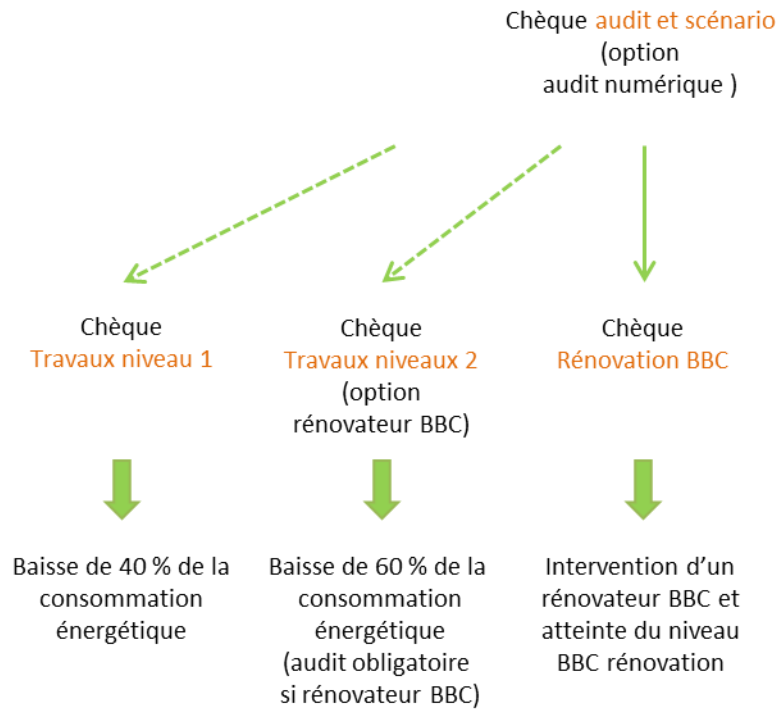 Chèque audit et scénario
(option
audit numérique )
Chèque
Travaux niveau 1
Chèque
Travaux niveaux 2
(option
rénovateur BBC)
Chèque
Rénovation BBC
Baisse de 40 % de la
consommation
énergétique
Baisse de 60 % de la
consommation
énergétique
(audit obligatoire
si rénovateur BBC)
Intervention d’un
rénovateur BBC et
atteinte du niveau
BBC rénovation